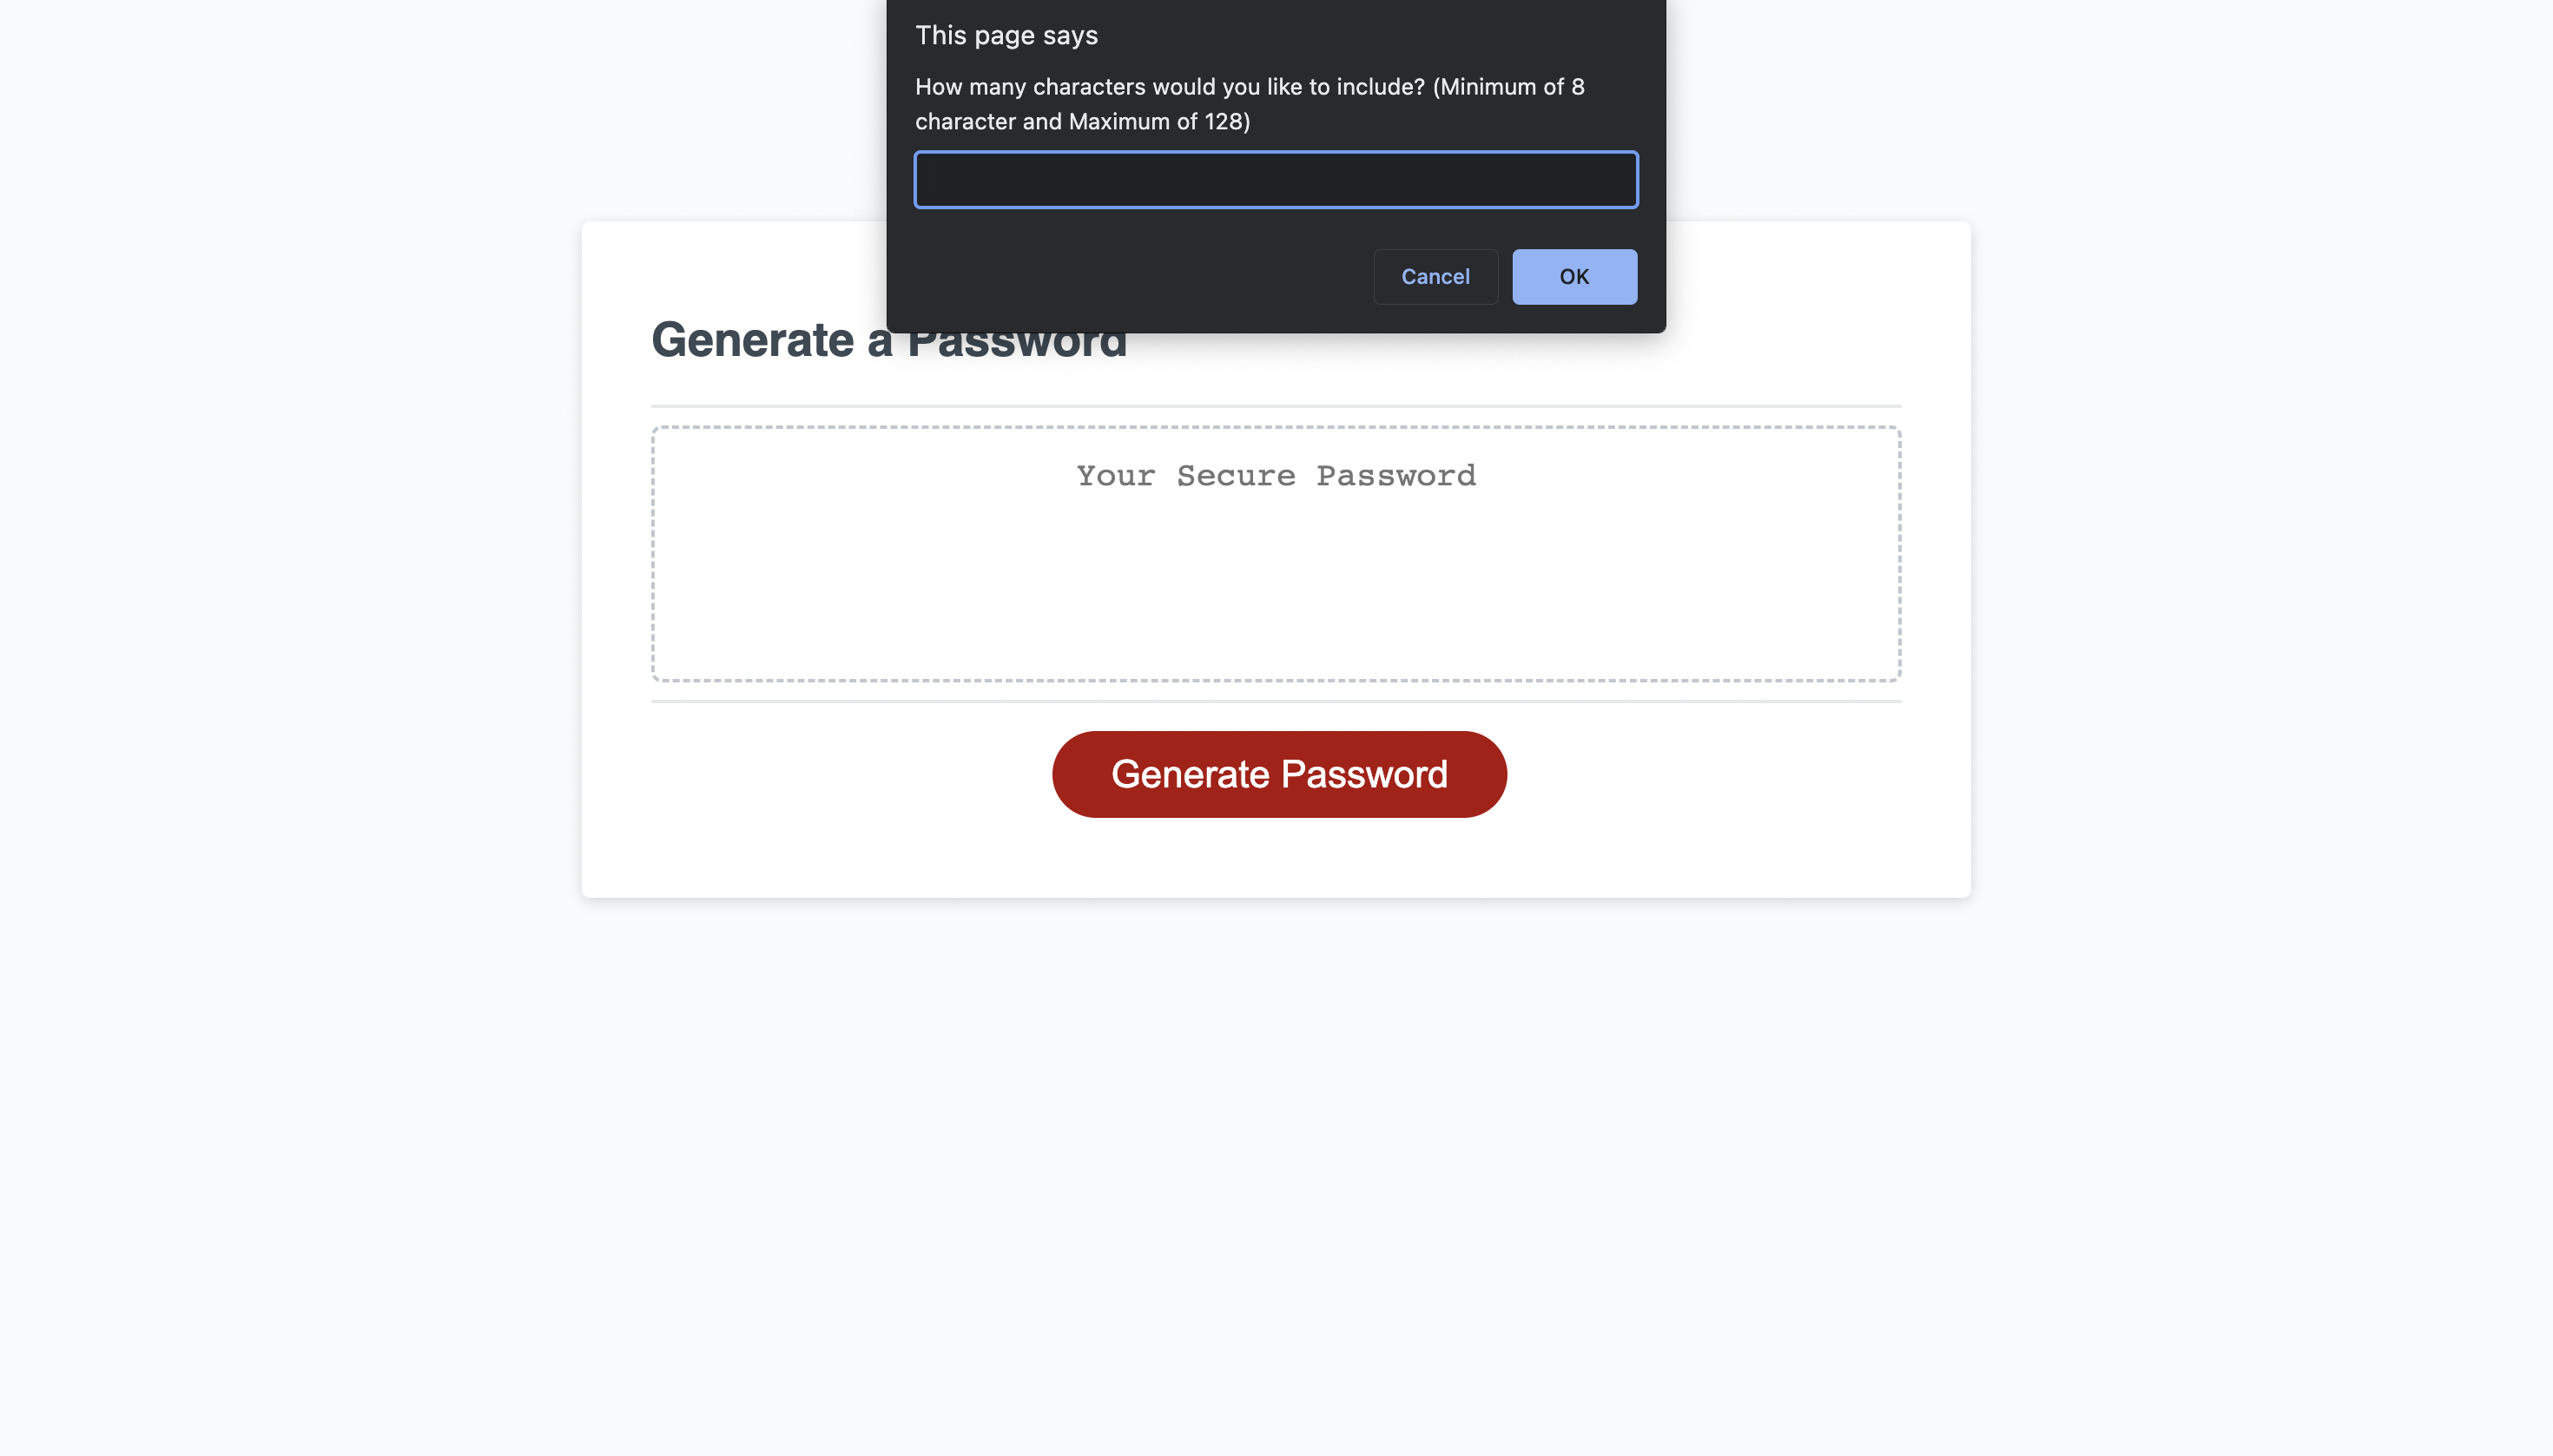 This page says
How many characters would you like to include? (Minimum of 8
character and Maximum of 128)
Cancel
OK
Generate a Password
Your Secure Password
Generate Password